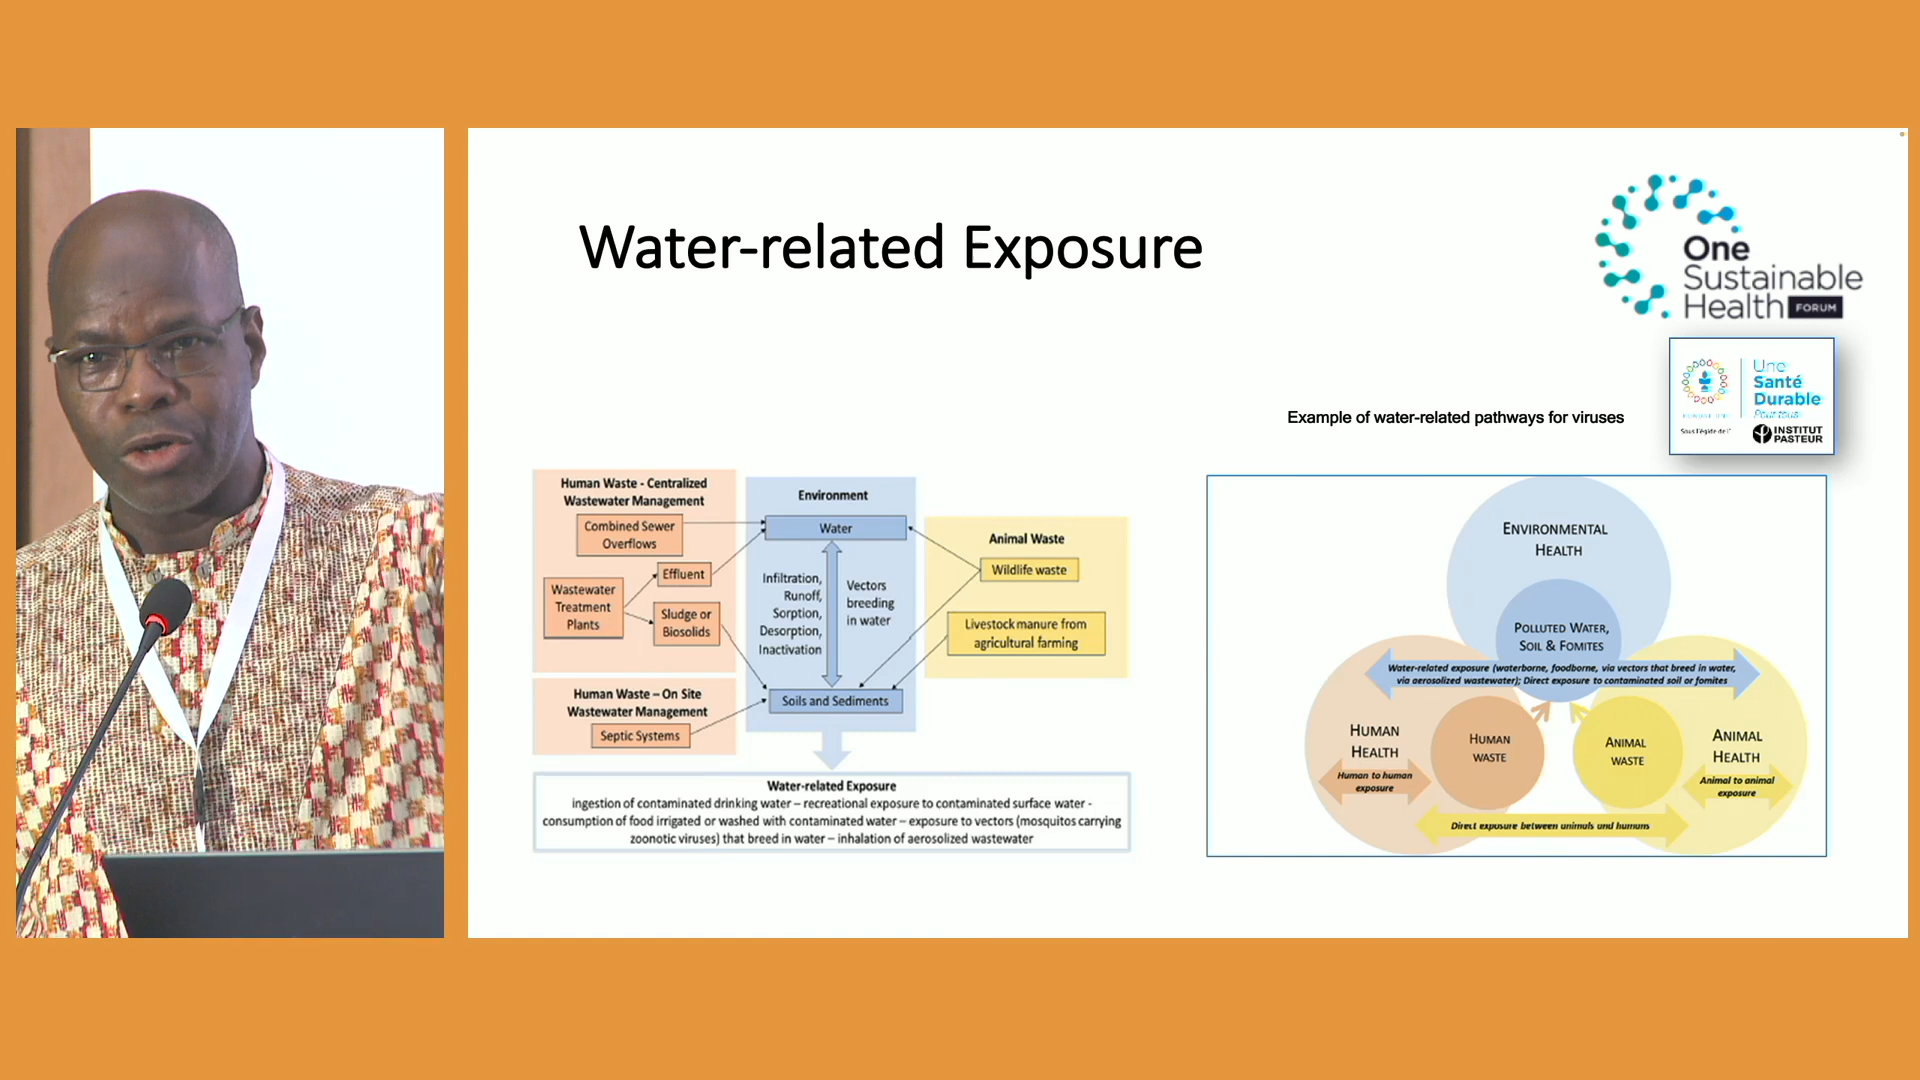 Water-related Exposure
One
Sustainable
Health FORUM
Une
Santé
Durable
Pour tous
Sous l'égide de l'
INSTITUT
PASTEUR
Example of water-related pathways for viruses
Human Waste - Centralized
Wastewater Management
Combined Sewer
Overflows
Effluent
Wastewater
Treatment
Plants
Sludge or
Biosolids
Human Waste – On Site
Wastewater Management
Septic Systems
Environment
Water
Infiltration,
Runoff,
Sorption,
Desorption,
Inactivation
Vectors
breeding
in water
Soils and Sediments
Animal Waste
Wildlife waste
Livestock manure from
agricultural farming
Water-related Exposure
ingestion of contaminated drinking water – recreational exposure to contaminated surface water -
consumption of food irrigated or washed with contaminated water – exposure to vectors (mosquitos carrying
zoonotic viruses) that breed in water – inhalation of aerosolized wastewater
ENVIRONMENTAL
HEALTH
POLLUTED WATER,
SOIL & FOMITES
Water-related exposure (waterborne, foodborne, via vectors that breed in water,
via aerosolized wastewater); Direct exposure to contaminated soil or fomites
HUMAN
HEALTH
Human to human
exposure
HUMAN
WASTE
ANIMAL
WASTE
ANIMAL
HEALTH
Animal to animal
exposure
Direct exposure between animals and humans